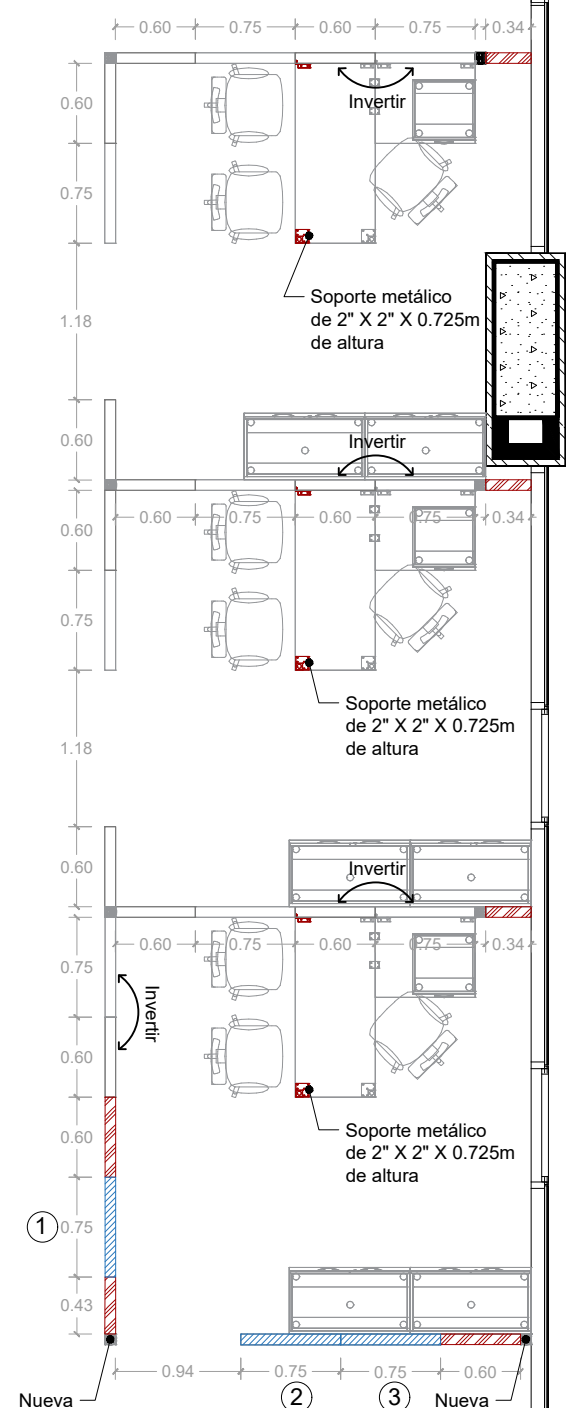 0.60 0.75 0.60 0.75 0.34
Invertir
0.60
0.75
Soporte metálico
de 2" X 2" X 0.725m
de altura
1.18
0.60
Invertir
0.60 0.75 0.60 0.75 0.34
0.60
0.75
Soporte metálico
de 2" X 2" X 0.725m
de altura
1.18
0.60
Invertir
0.60 0.75 0.60 0.75 0.34
0.75
Invertir
0.60
0.60
Soporte metálico
de 2" X 2" X 0.725m
de altura
1 0.75
0.43
0.94 0.75 0.75 0.60
Nueva 2 3 Nueva